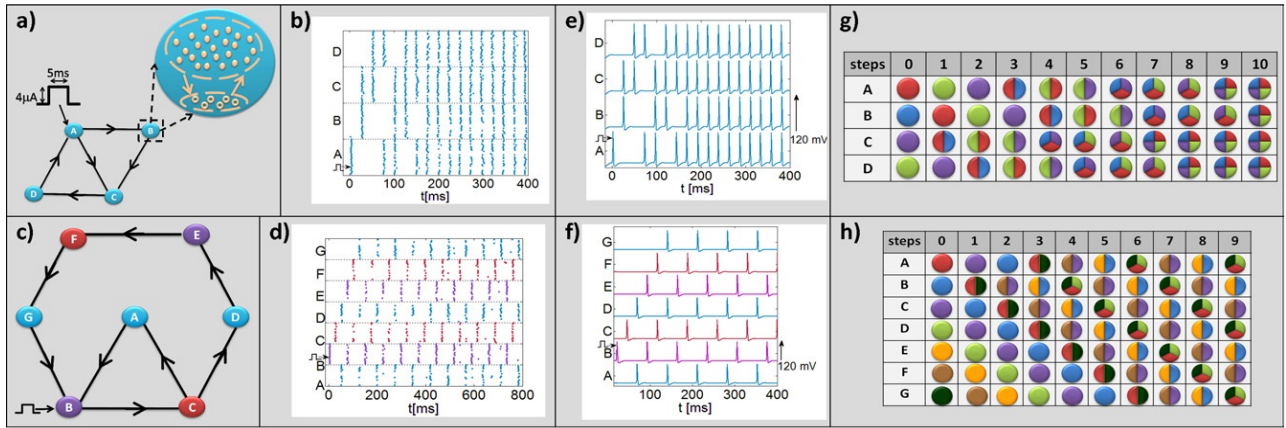 a)
5ms
4μA
A
B
D
C
b)
D
C
B
A
0 100 200 300 400
t[ms]
e)
D
C
B
A
120 mV
0 100 200 300 400
t [ms]
g)
steps 0 1 2 3 4 5 6 7 8 9 10
A
B
C
D
c)
F
E
G
A
D
B
C
d)
G
F
E
D
C
B
A
0 200 400 600 800
t[ms]
f)
G
F
E
D
C
B
A
120 mV
100 200 300 400
t [ms]
h)
steps 0 1 2 3 4 5 6 7 8 9
A
B
C
D
E
F
G